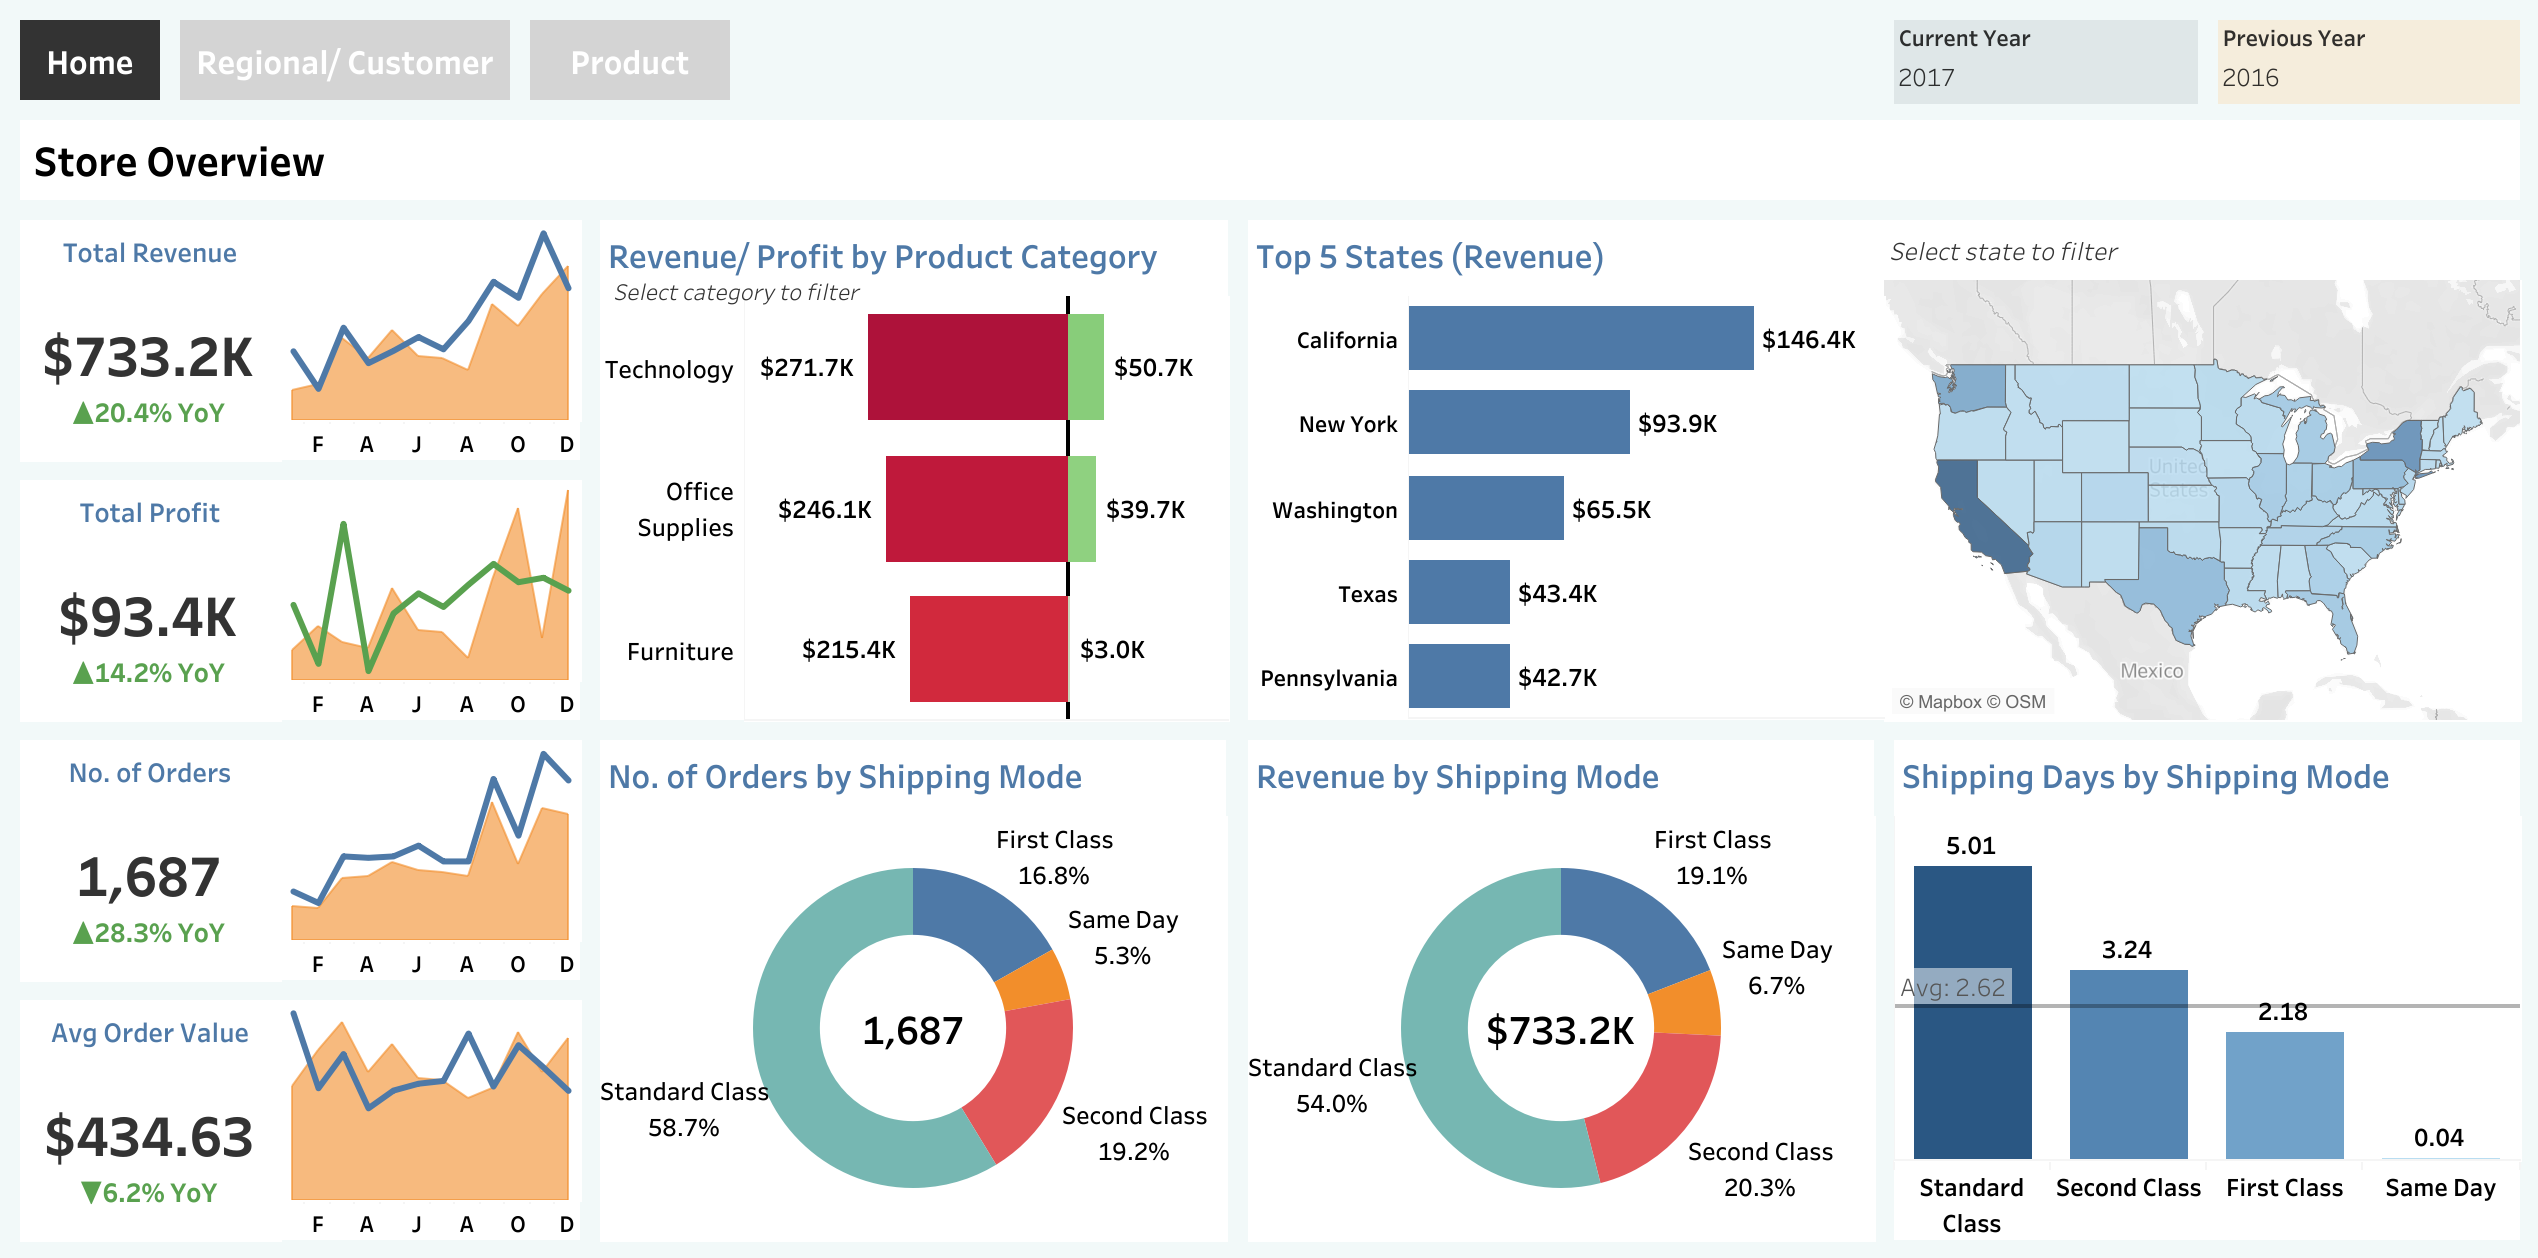 Home
Regional/ Customer
Product
Current Year
2017
Previous Year
2016
Store Overview
Total Revenue
$733.2K
▲20.4% YoY
F A J A O D
Total Profit
$93.4K
▲14.2% YoY
F A J A O D
No. of Orders
1,687
▲28.3% YoY
F A J A O D
Avg Order Value
$434.63
▼6.2% YoY
F A J A O D
Revenue/ Profit by Product Category
Select category to filter
Technology $271.7K $50.7K
Office
Supplies
$246.1K $39.7K
Furniture $215.4K $3.0K
Top 5 States (Revenue)
California $146.4K
New York $93.9K
Washington $65.5K
Texas $43.4K
Pennsylvania $42.7K
Select state to filter
United
States
Mexico
© Mapbox © OSM
No. of Orders by Shipping Mode
First Class
16.8%
Same Day
5.3%
1,687
Standard Class
58.7%
Second Class
19.2%
Revenue by Shipping Mode
First Class
19.1%
Same Day
6.7%
$733.2K
Standard Class
54.0%
Second Class
20.3%
Shipping Days by Shipping Mode
5.01
3.24
Avg: 2.62
2.18
0.04
Standard
Class
Second Class
First Class
Same Day